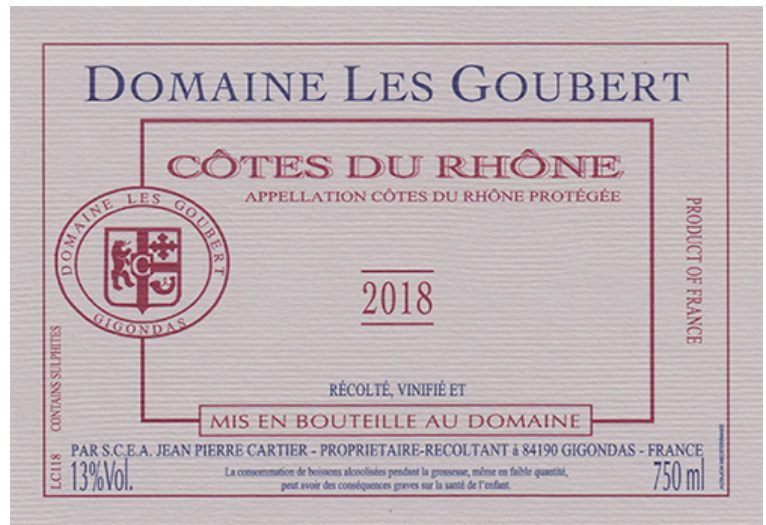 DOMAINE LES GOUBERT
CÔTES DU RHÔNE
APPELLATION CÔTES DU RHÔNE PROTÉGÉE
DOMAINE LES GOUBERT
C
GIGONDAS
2018
PRODUCT OF FRANCE
CONTAINS SULPHITES
RÉCOLTÉ, VINIFIÉ ET
MIS EN BOUTEILLE AU DOMAINE
PAR S.C.E.A. JEAN PIERRE CARTIER - PROPRIETAIRE-RECOLTANT à 84190 GIGONDAS - FRANCE
LC118
13%Vol.
La consommation de boissons alcoolisées pendant la grossesse, même en faible quantité,
peut avoir des conséquences graves sur la santé de l'enfant.
750 ml